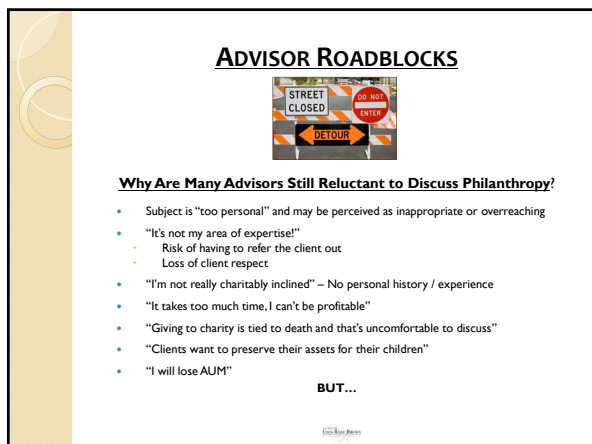 ADVISOR ROADBLOCKS
STREET
CLOSED
DO NOT
ENTER
DETOUR
Why Are Many Advisors Still Reluctant to Discuss Philanthropy?
• Subject is “too personal” and may be perceived as inappropriate or overreaching
• “It’s not my area of expertise!”
• Risk of having to refer the client out
• Loss of client respect
• “I’m not really charitably inclined” – No personal history / experience
• “It takes too much time, I can’t be profitable”
• “Giving to charity is tied to death and that’s uncomfortable to discuss”
• “Clients want to preserve their assets for their children”
• “I will lose AUM”
BUT…